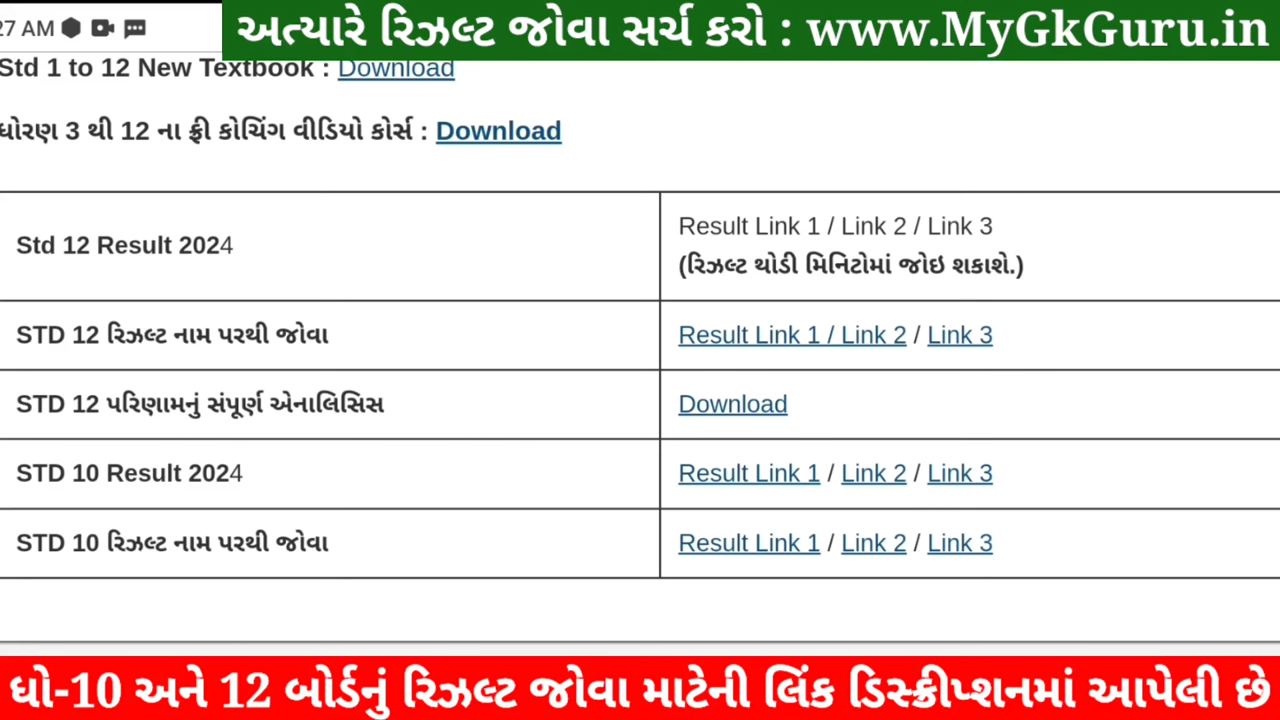 27 AM
અત્યારે રિઝલ્ટ જોવા સર્ચ કરો : www.MyGkGuru.in
Std 1 to 12 New Textbook : Download
ધોરણ 3 થી 12 ના ફ્રી કોચિંગ વીડિયો કોર્સ : Download
Std 12 Result 2024
Result Link 1 / Link 2 / Link 3
(રિઝલ્ટ થોડી મિનિટોમાં જોઇ શકાશે.)
STD 12 રિઝલ્ટ નામ પરથી જોવા
Result Link 1 / Link 2 / Link 3
STD 12 પરિણામનું સંપૂર્ણ એનાલિસિસ
Download
STD 10 Result 2024
Result Link 1 / Link 2 / Link 3
STD 10 રિઝલ્ટ નામ પરથી જોવા
Result Link 1 / Link 2 / Link 3
ધો-10 અને 12 બોર્ડનું રિઝલ્ટ જોવા માટેની લિંક ડિસ્ક્રીપ્શનમાં આપેલી છે